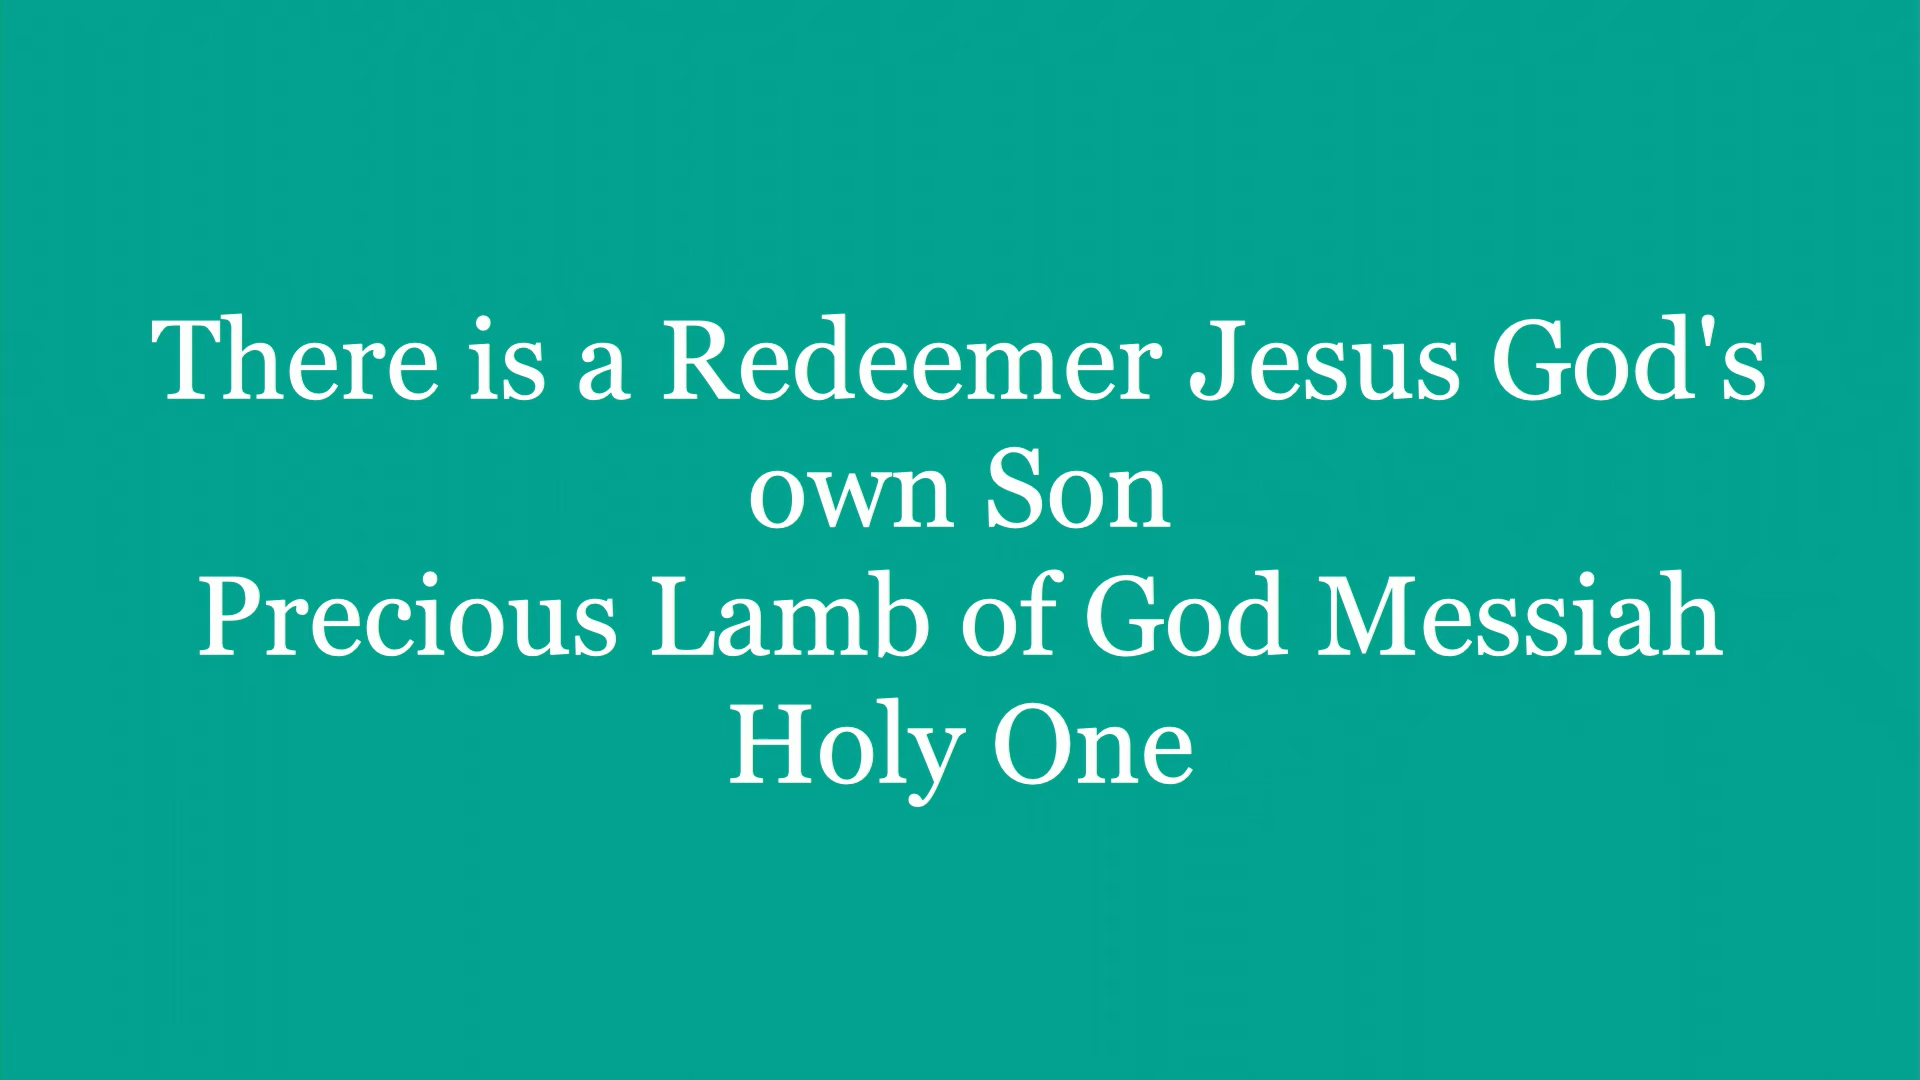 There is a Redeemer Jesus God's
own Son
Precious Lamb of God Messiah
Holy One